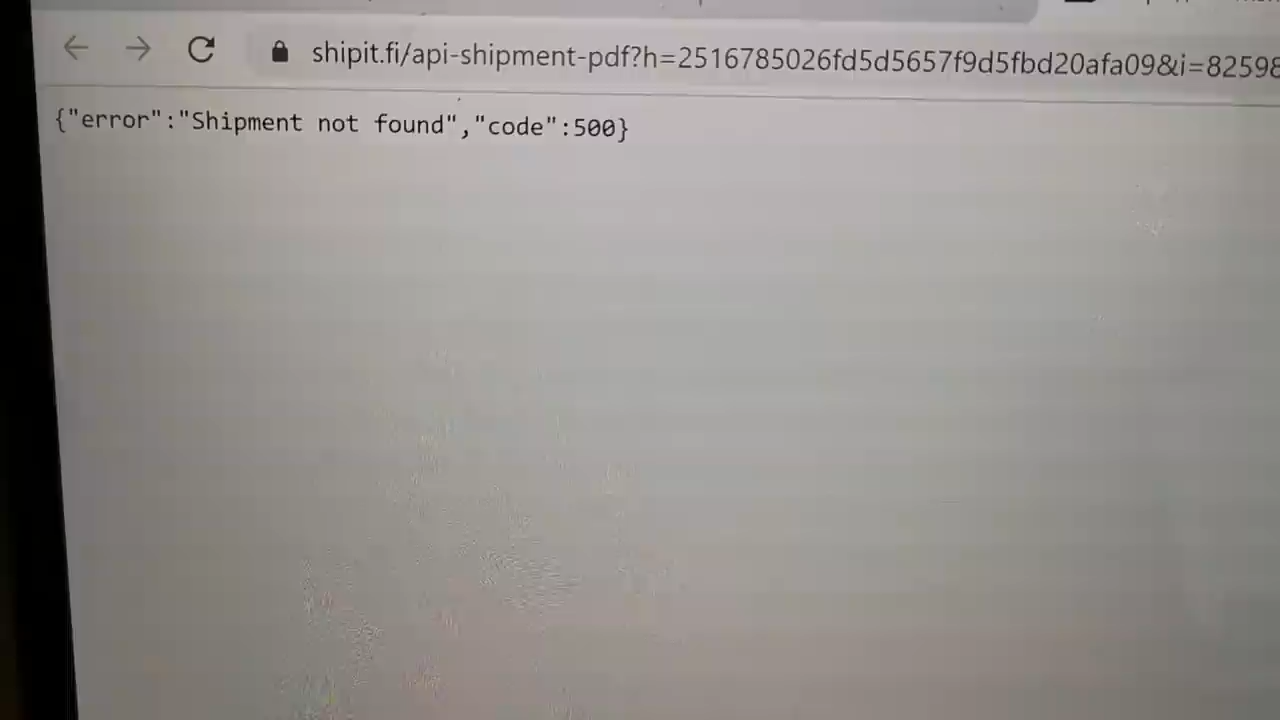 shipit.fi/api-shipment-pdf?h=2516785026fd5d5657f9d5fbd20afa09&i=82598
{"error":"Shipment not found","code":500}